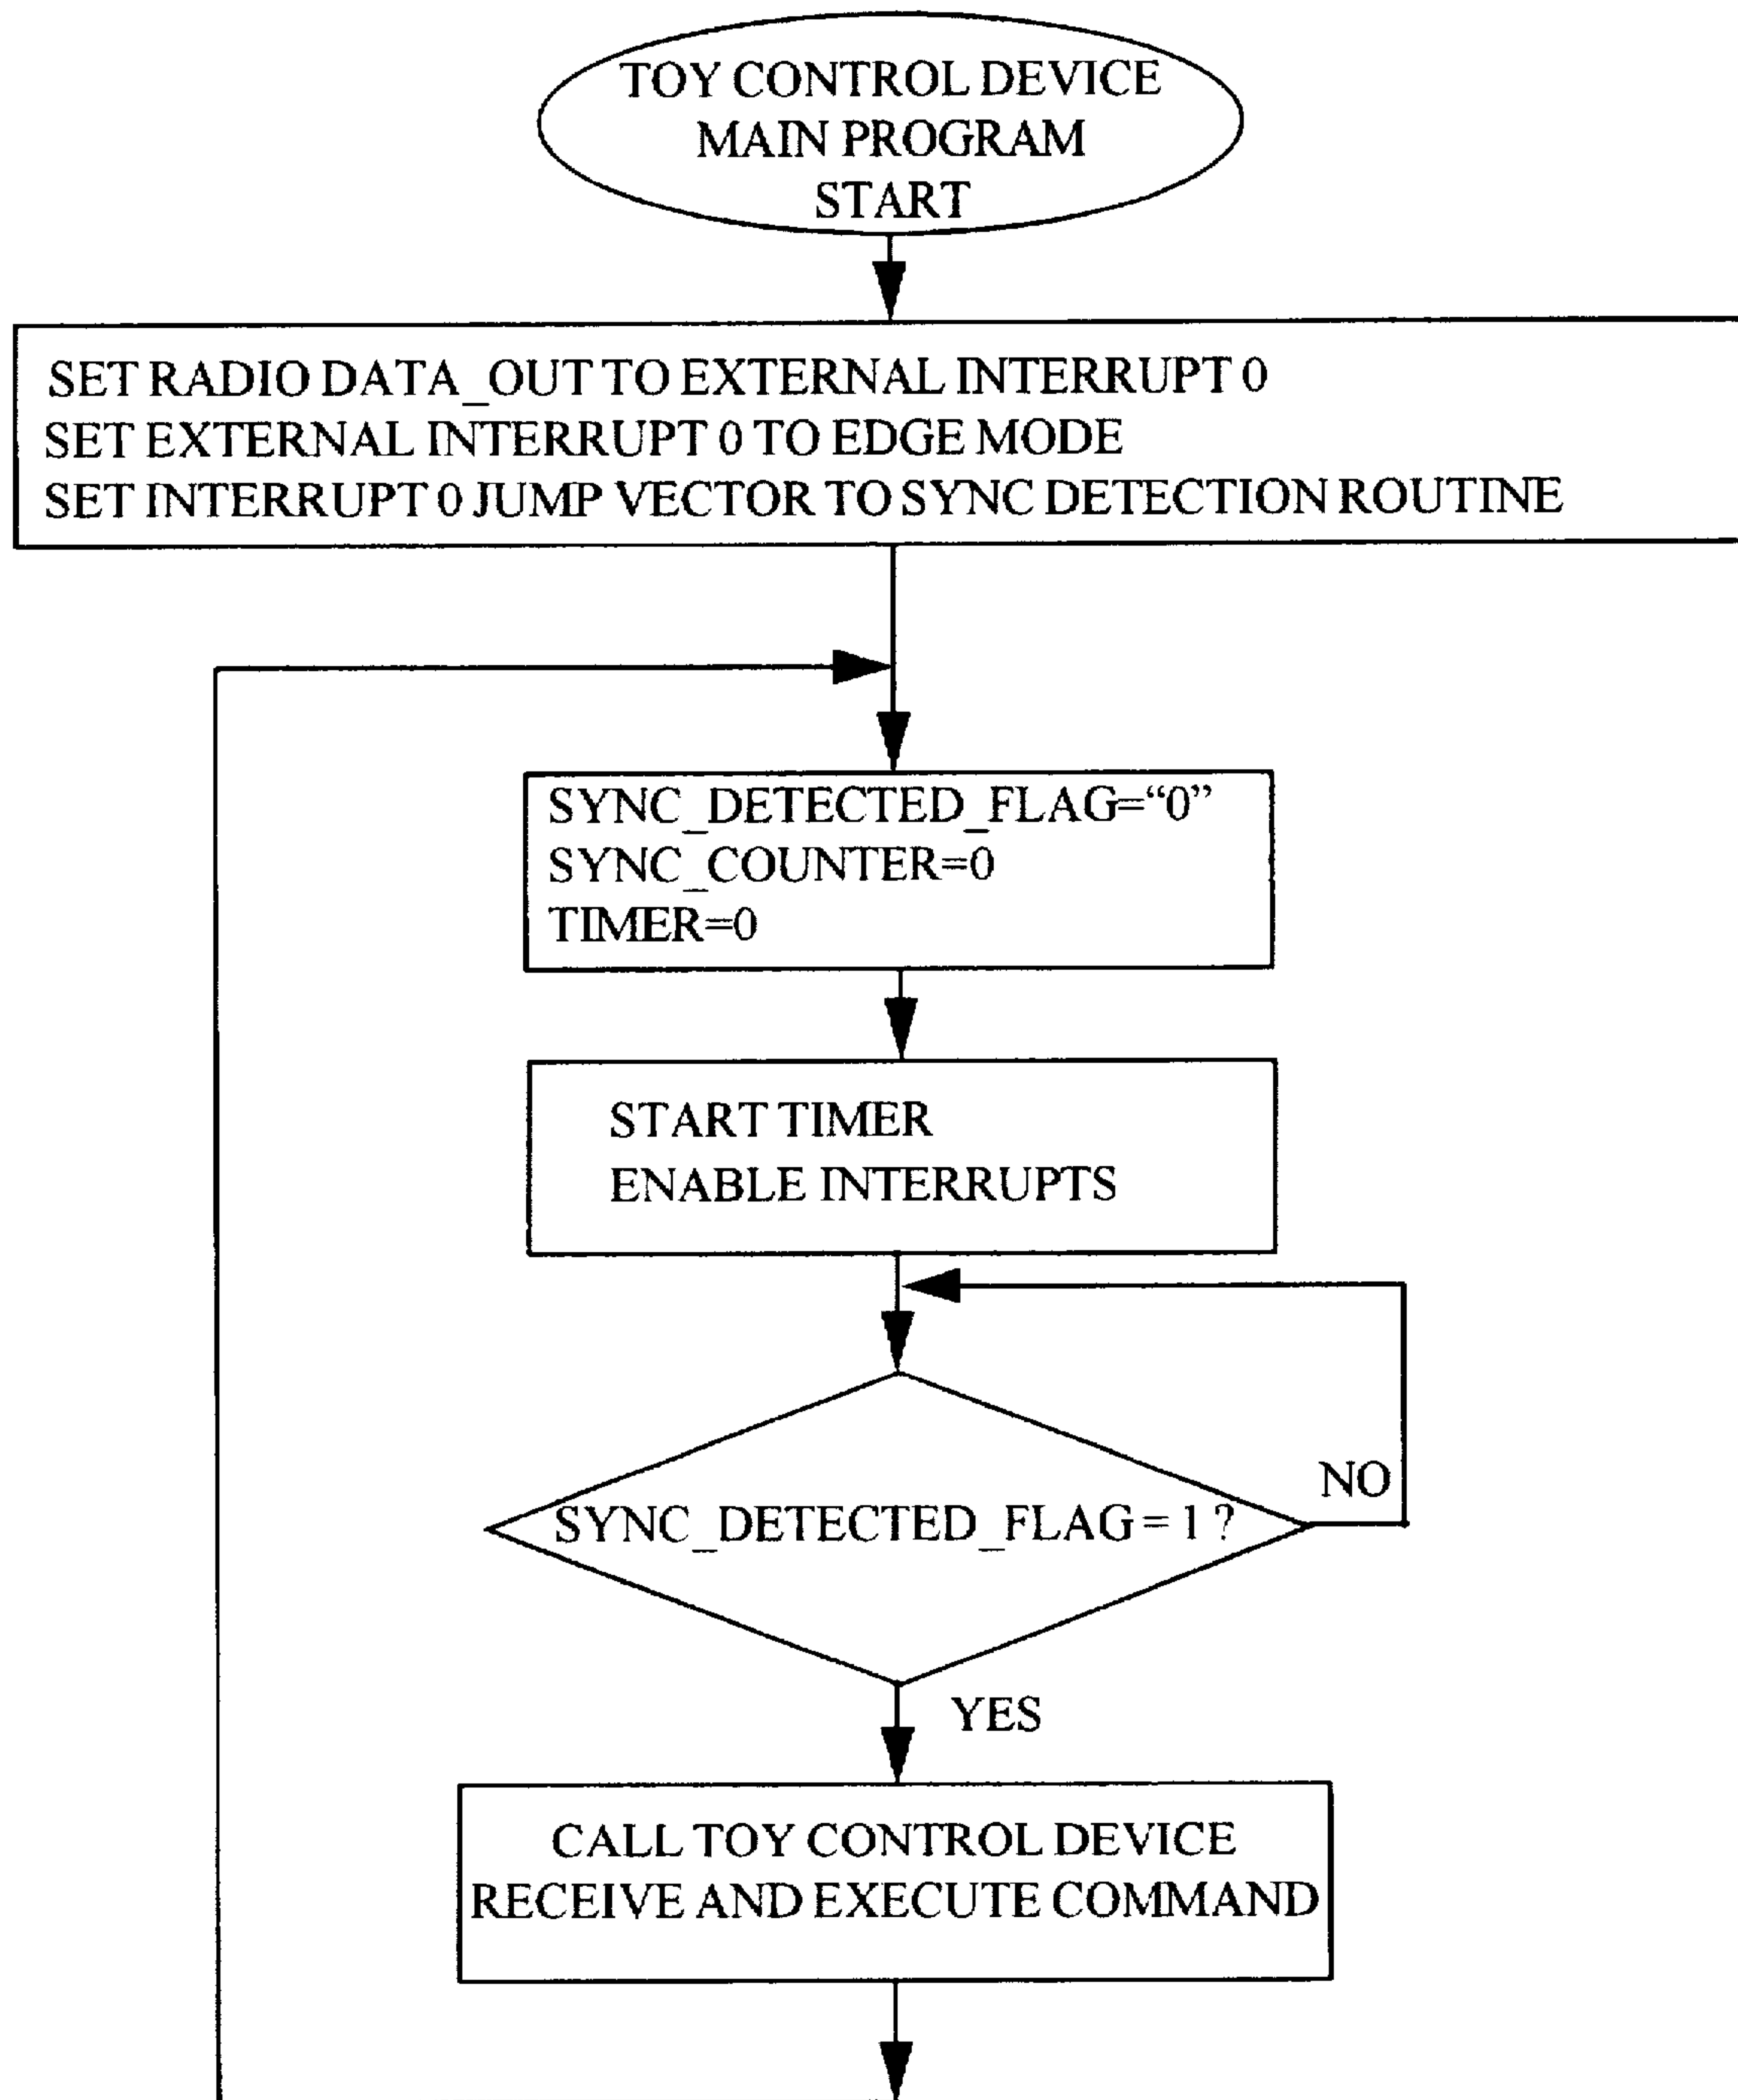 TOY CONTROL DEVICE
MAIN PROGRAM
START
SET RADIO DATA_OUT TO EXTERNAL INTERRUPT 0
SET EXTERNAL INTERRUPT 0 TO EDGE MODE
SET INTERRUPT 0 JUMP VECTOR TO SYNC DETECTION ROUTINE
SYNC_DETECTED_FLAG=“0”
SYNC_COUNTER=0
TIMER=0
START TIMER
ENABLE INTERRUPTS
NO
SYNC_DETECTED_FLAG = 1 ?
YES
CALL TOY CONTROL DEVICE
RECEIVE AND EXECUTE COMMAND